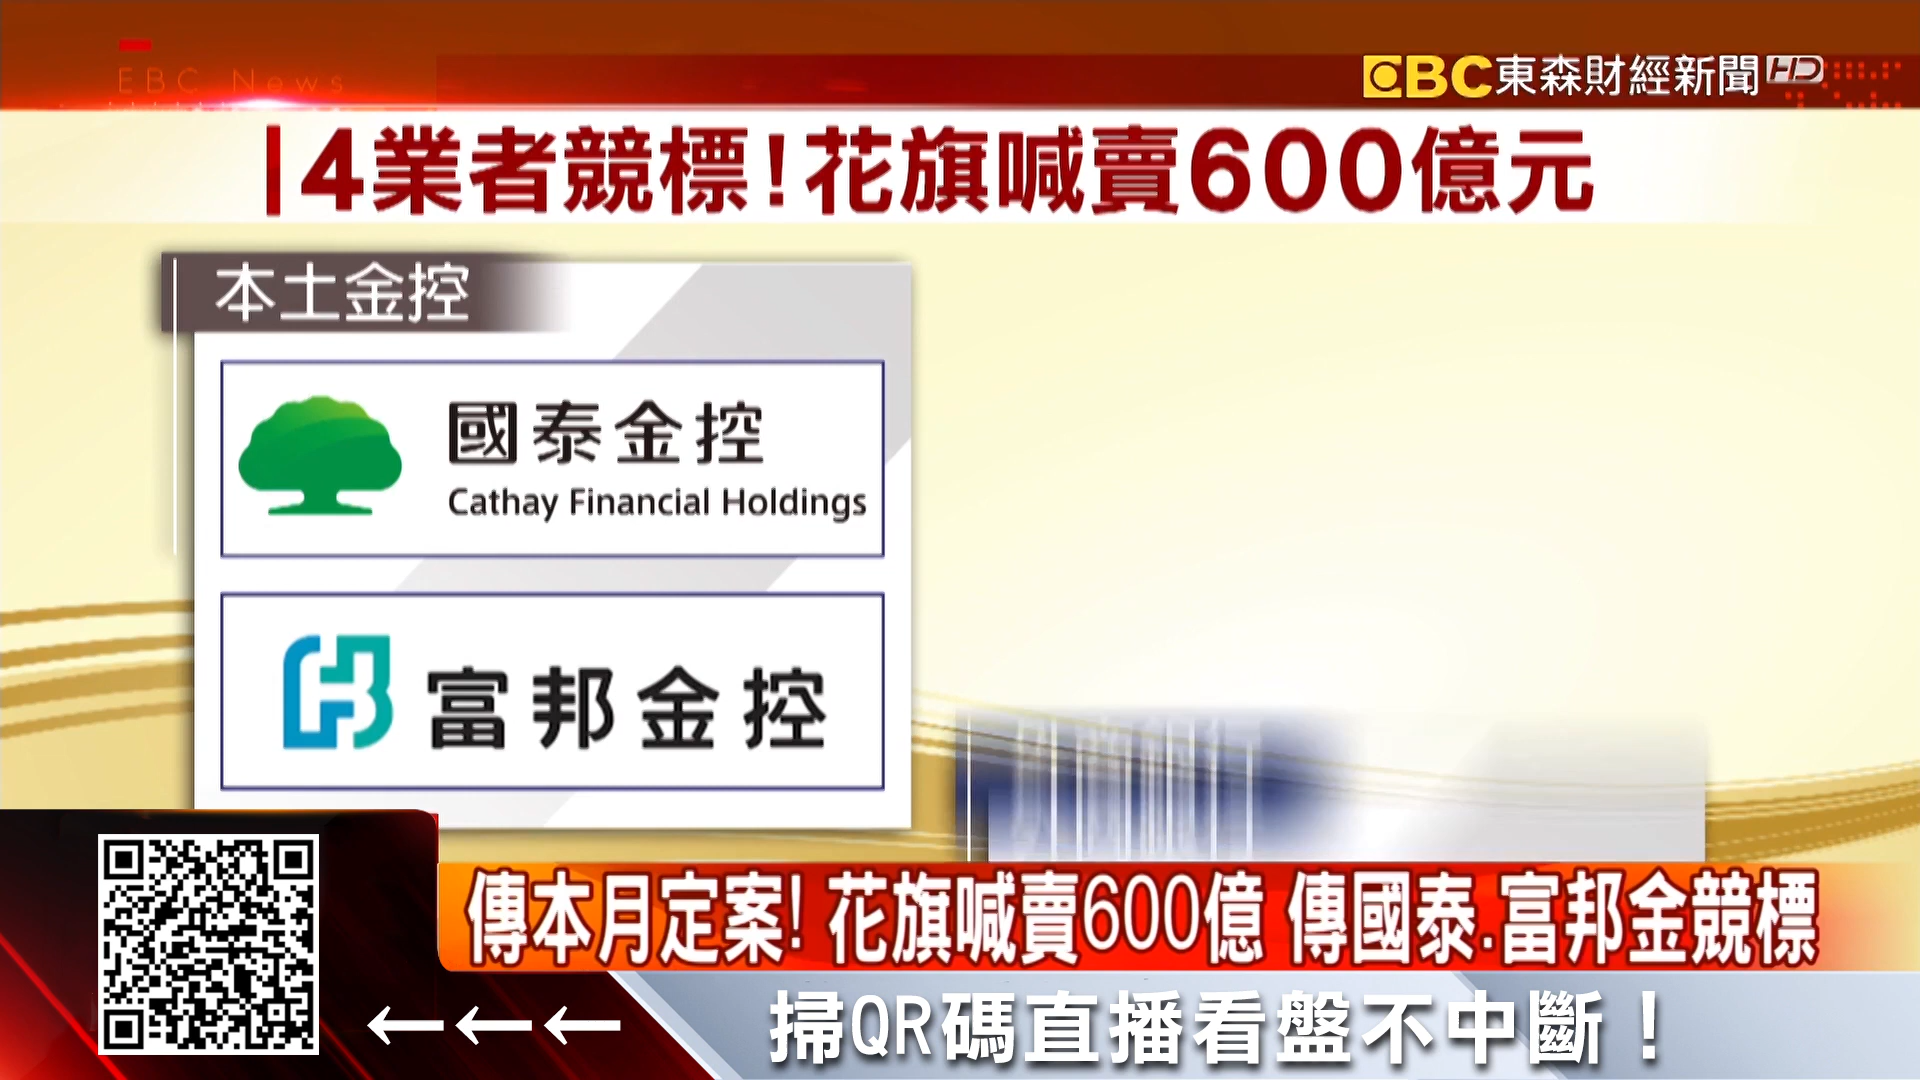 EBC News
EBC東森財經新聞HD
4業者競標!花旗喊賣600億元
本土金控
國泰金控
Cathay Financial Holdings
富邦金控
傳本月定案! 花旗喊賣600億 傳國泰.富邦金競標
←←← 掃QR碼直播看盤不中斷!